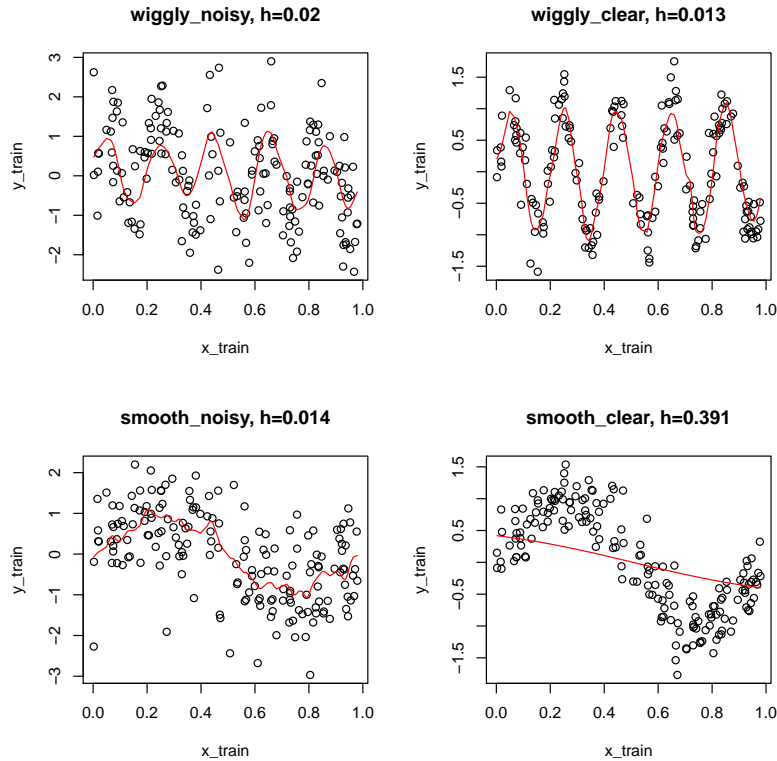 wiggly_noisy, h=0.02
y_train
3
2
1
0
-1
-2
0.0 0.2 0.4 0.6 0.8 1.0
x_train
wiggly_clear, h=0.013
y_train
1.5
0.5
-0.5
-1.5
0.0 0.2 0.4 0.6 0.8 1.0
x_train
smooth_noisy, h=0.014
y_train
2
1
0
-1
-2
-3
0.0 0.2 0.4 0.6 0.8 1.0
x_train
smooth_clear, h=0.391
y_train
1.5
0.5
-0.5
-1.5
0.0 0.2 0.4 0.6 0.8 1.0
x_train